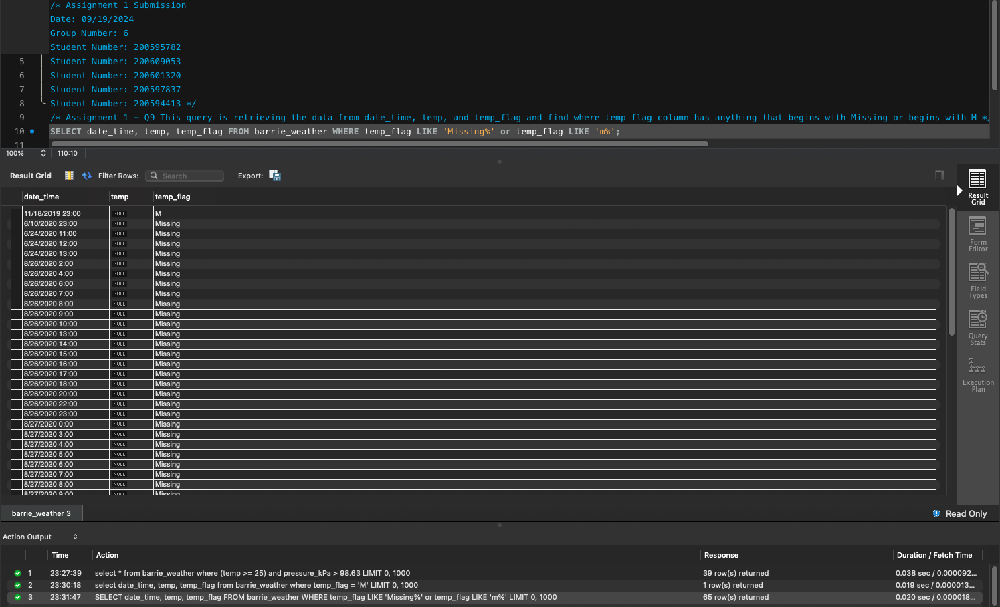 /* Assignment 1 Submission
Date: 09/19/2024
Group Number: 6
Student Number: 200595782
5 Student Number: 200609053
6 Student Number: 200601320
7 Student Number: 200597837
8 Student Number: 200594413 */
9 /* Assignment 1 – Q9 This query is retrieving the data from date_time, temp, and temp_flag and find where temp flag column has anything that begins with Missing or begins with M */
10 SELECT date_time, temp, temp_flag FROM barrie_weather WHERE temp_flag LIKE 'Missing%' or temp_flag LIKE 'm%';
11
100% 110:10
Result Grid Filter Rows: Search Export:
date_time temp temp_flag
11/18/2019 23:00 NULL M
6/10/2020 23:00 NULL Missing
6/24/2020 11:00 NULL Missing
6/24/2020 12:00 NULL Missing
6/24/2020 13:00 NULL Missing
8/26/2020 2:00 NULL Missing
8/26/2020 4:00 NULL Missing
8/26/2020 6:00 NULL Missing
8/26/2020 7:00 NULL Missing
8/26/2020 8:00 NULL Missing
8/26/2020 9:00 NULL Missing
8/26/2020 10:00 NULL Missing
8/26/2020 13:00 NULL Missing
8/26/2020 14:00 NULL Missing
8/26/2020 15:00 NULL Missing
8/26/2020 16:00 NULL Missing
8/26/2020 17:00 NULL Missing
8/26/2020 18:00 NULL Missing
8/26/2020 20:00 NULL Missing
8/26/2020 22:00 NULL Missing
8/26/2020 23:00 NULL Missing
8/27/2020 0:00 NULL Missing
8/27/2020 3:00 NULL Missing
8/27/2020 4:00 NULL Missing
8/27/2020 5:00 NULL Missing
8/27/2020 6:00 NULL Missing
8/27/2020 7:00 NULL Missing
8/27/2020 8:00 NULL Missing
8/27/2020 9:00 NULL Missing
Result
Grid
Form
Editor
Field
Types
Query
Stats
Execution
Plan
barrie_weather 3 Read Only
Action Output
Time Action Response Duration / Fetch Time
1 23:27:39 select * from barrie_weather where (temp >= 25) and pressure_kPa > 98.63 LIMIT 0, 1000 39 row(s) returned 0.038 sec / 0.000092...
2 23:30:18 select date_time, temp, temp_flag from barrie_weather where temp_flag = 'M' LIMIT 0, 1000 1 row(s) returned 0.019 sec / 0.000013...
3 23:31:47 SELECT date_time, temp, temp_flag FROM barrie_weather WHERE temp_flag LIKE 'Missing%' or temp_flag LIKE 'm%' LIMIT 0, 1000 65 row(s) returned 0.020 sec / 0.000018...